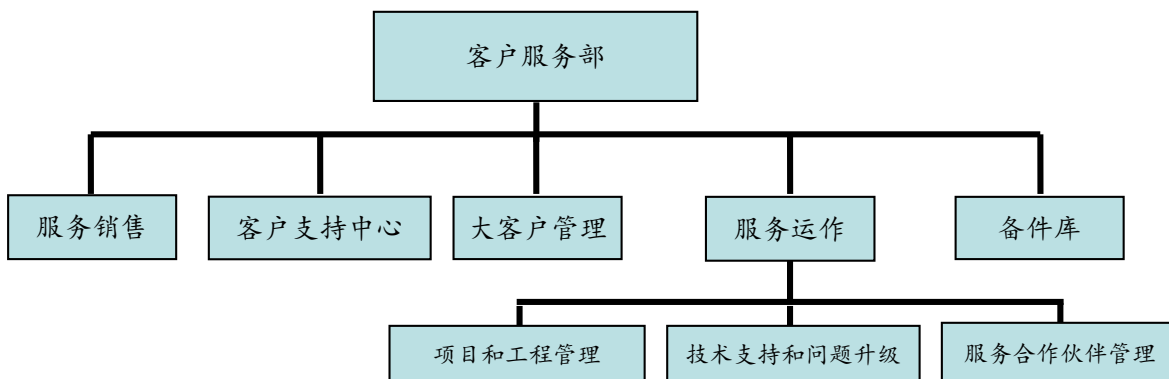 客户服务部
服务销售
客户支持中心
大客户管理
服务运作
备件库
项目和工程管理
技术支持和问题升级
服务合作伙伴管理